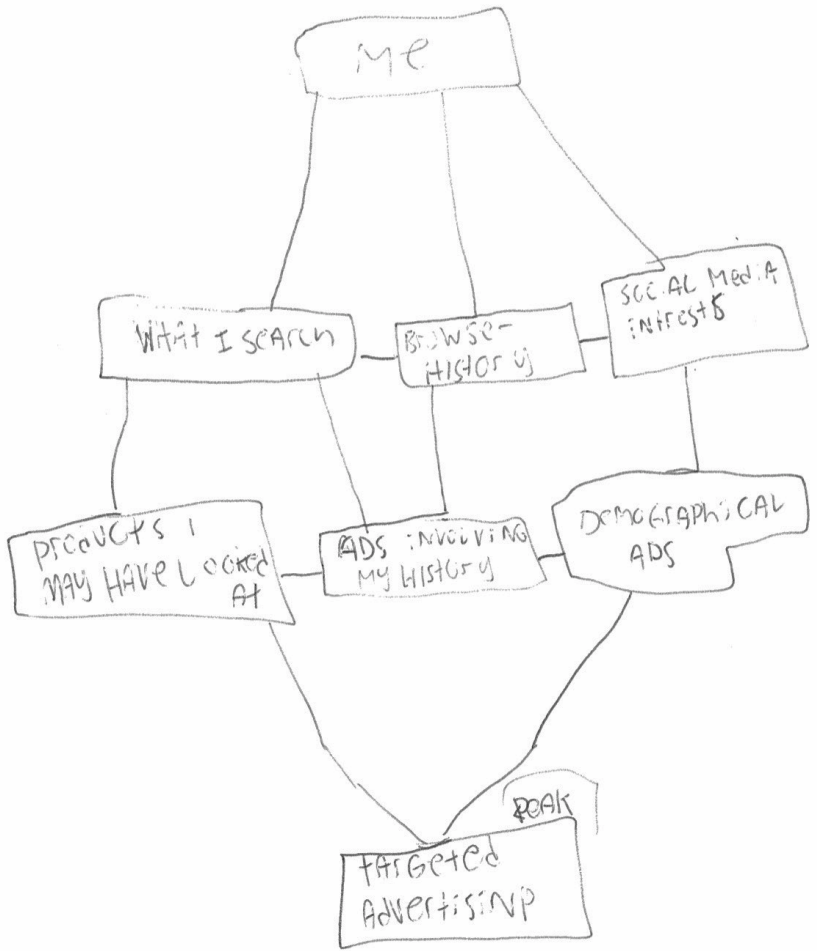 Me
WHAt I SeArch
Browse-
HIStory
SOCiAL MediA
iNtrestS
products i
MAY HAVE Looked
At
ADS iNVOLVING
MY HIStory
DemoGrAphiCAL
ADS
peAK
tArGeted
AdvertisiNp